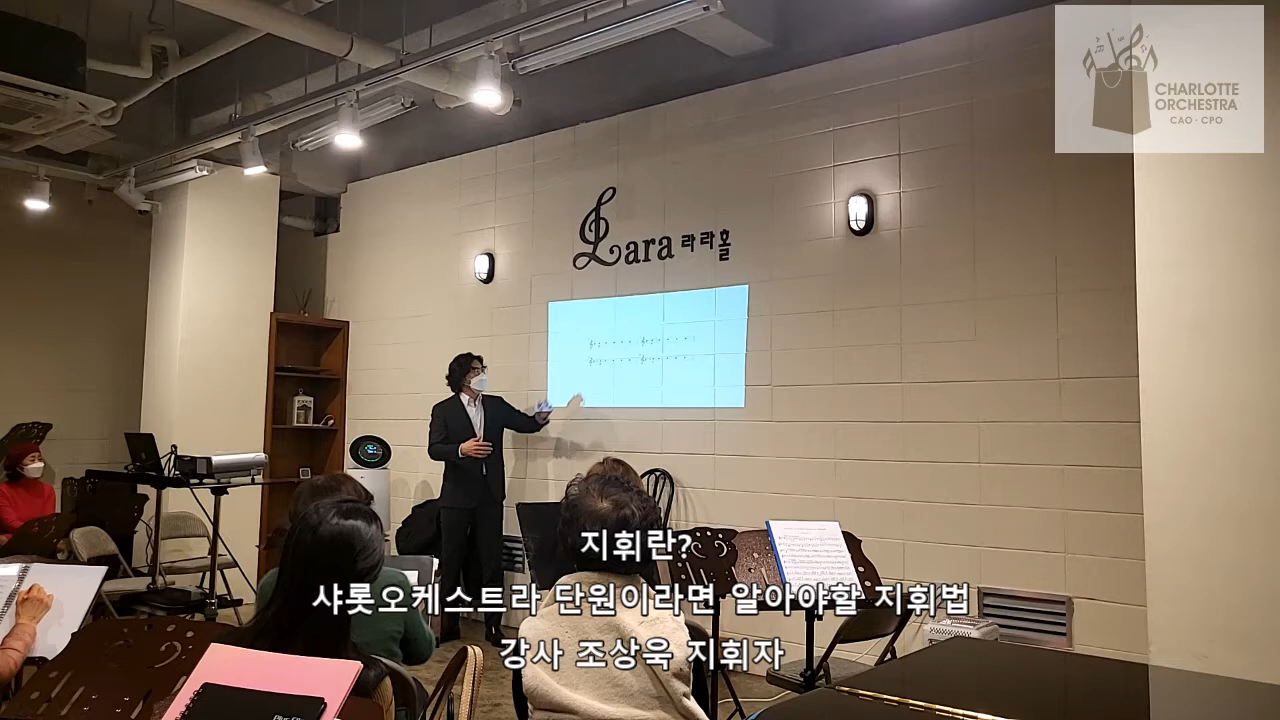 CHARLOTTE
ORCHESTRA
CAO · CPO
Lara 라라홀
지휘란?
샤롯오케스트라 단원이라면 알아야할 지휘법
강사 조상욱 지휘자